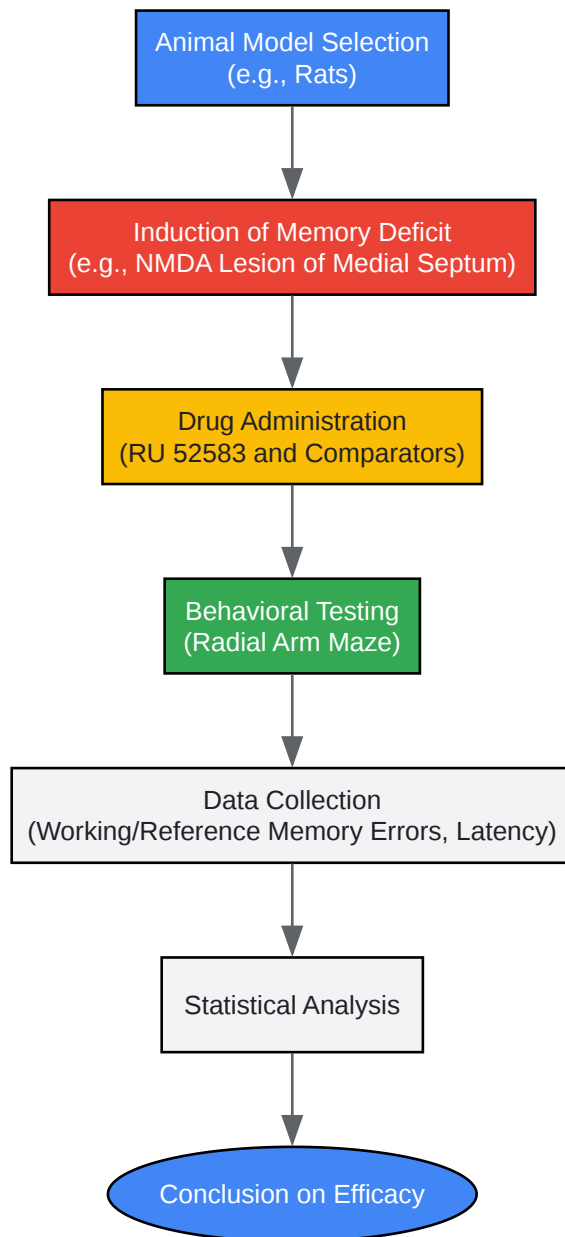 Animal Model Selection
(e.g., Rats)
Induction of Memory Deficit
(e.g., NMDA Lesion of Medial Septum)
Drug Administration
(RU 52583 and Comparators)
Behavioral Testing
(Radial Arm Maze)
Data Collection
(Working/Reference Memory Errors, Latency)
Statistical Analysis
Conclusion on Efficacy